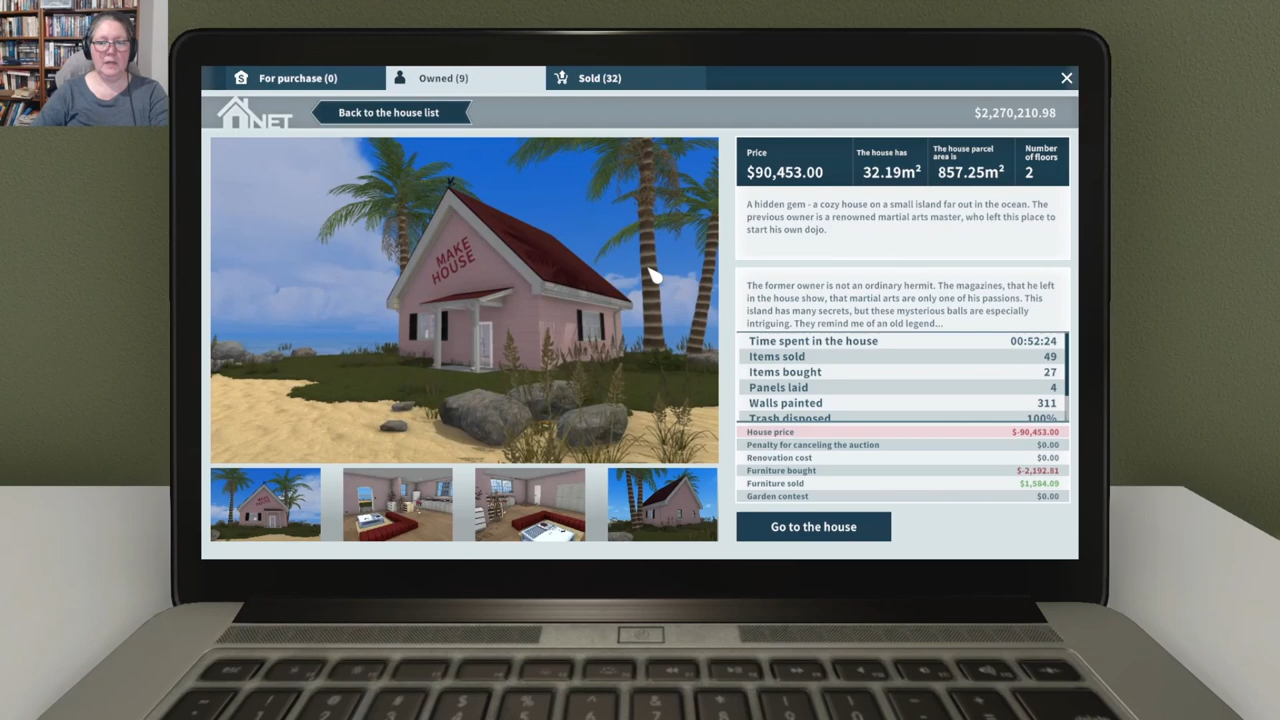 For purchase (0)
Owned (9)
Sold (32)
NET
Back to the house list
$2,270,210.98
MAKE
HOUSE
Price
$90,453.00
The house has
32.19m²
The house parcel
area is
857.25m²
Number
of floors
2
A hidden gem - a cozy house on a small island far out in the ocean. The
previous owner is a renowned martial arts master, who left this place to
start his own dojo.
The former owner is not an ordinary hermit. The magazines, that he left
in the house show, that martial arts are only one of his passions. This
island has many secrets, but these mysterious balls are especially
intriguing. They remind me of an old legend...
Time spent in the house 00:52:24
Items sold 49
Items bought 27
Panels laid 4
Walls painted 311
Trash disposed 100%
House price $-90,453.00
Penalty for canceling the auction $0.00
Renovation cost $0.00
Furniture bought $-2,192.81
Furniture sold $1,584.09
Garden contest $0.00
Go to the house